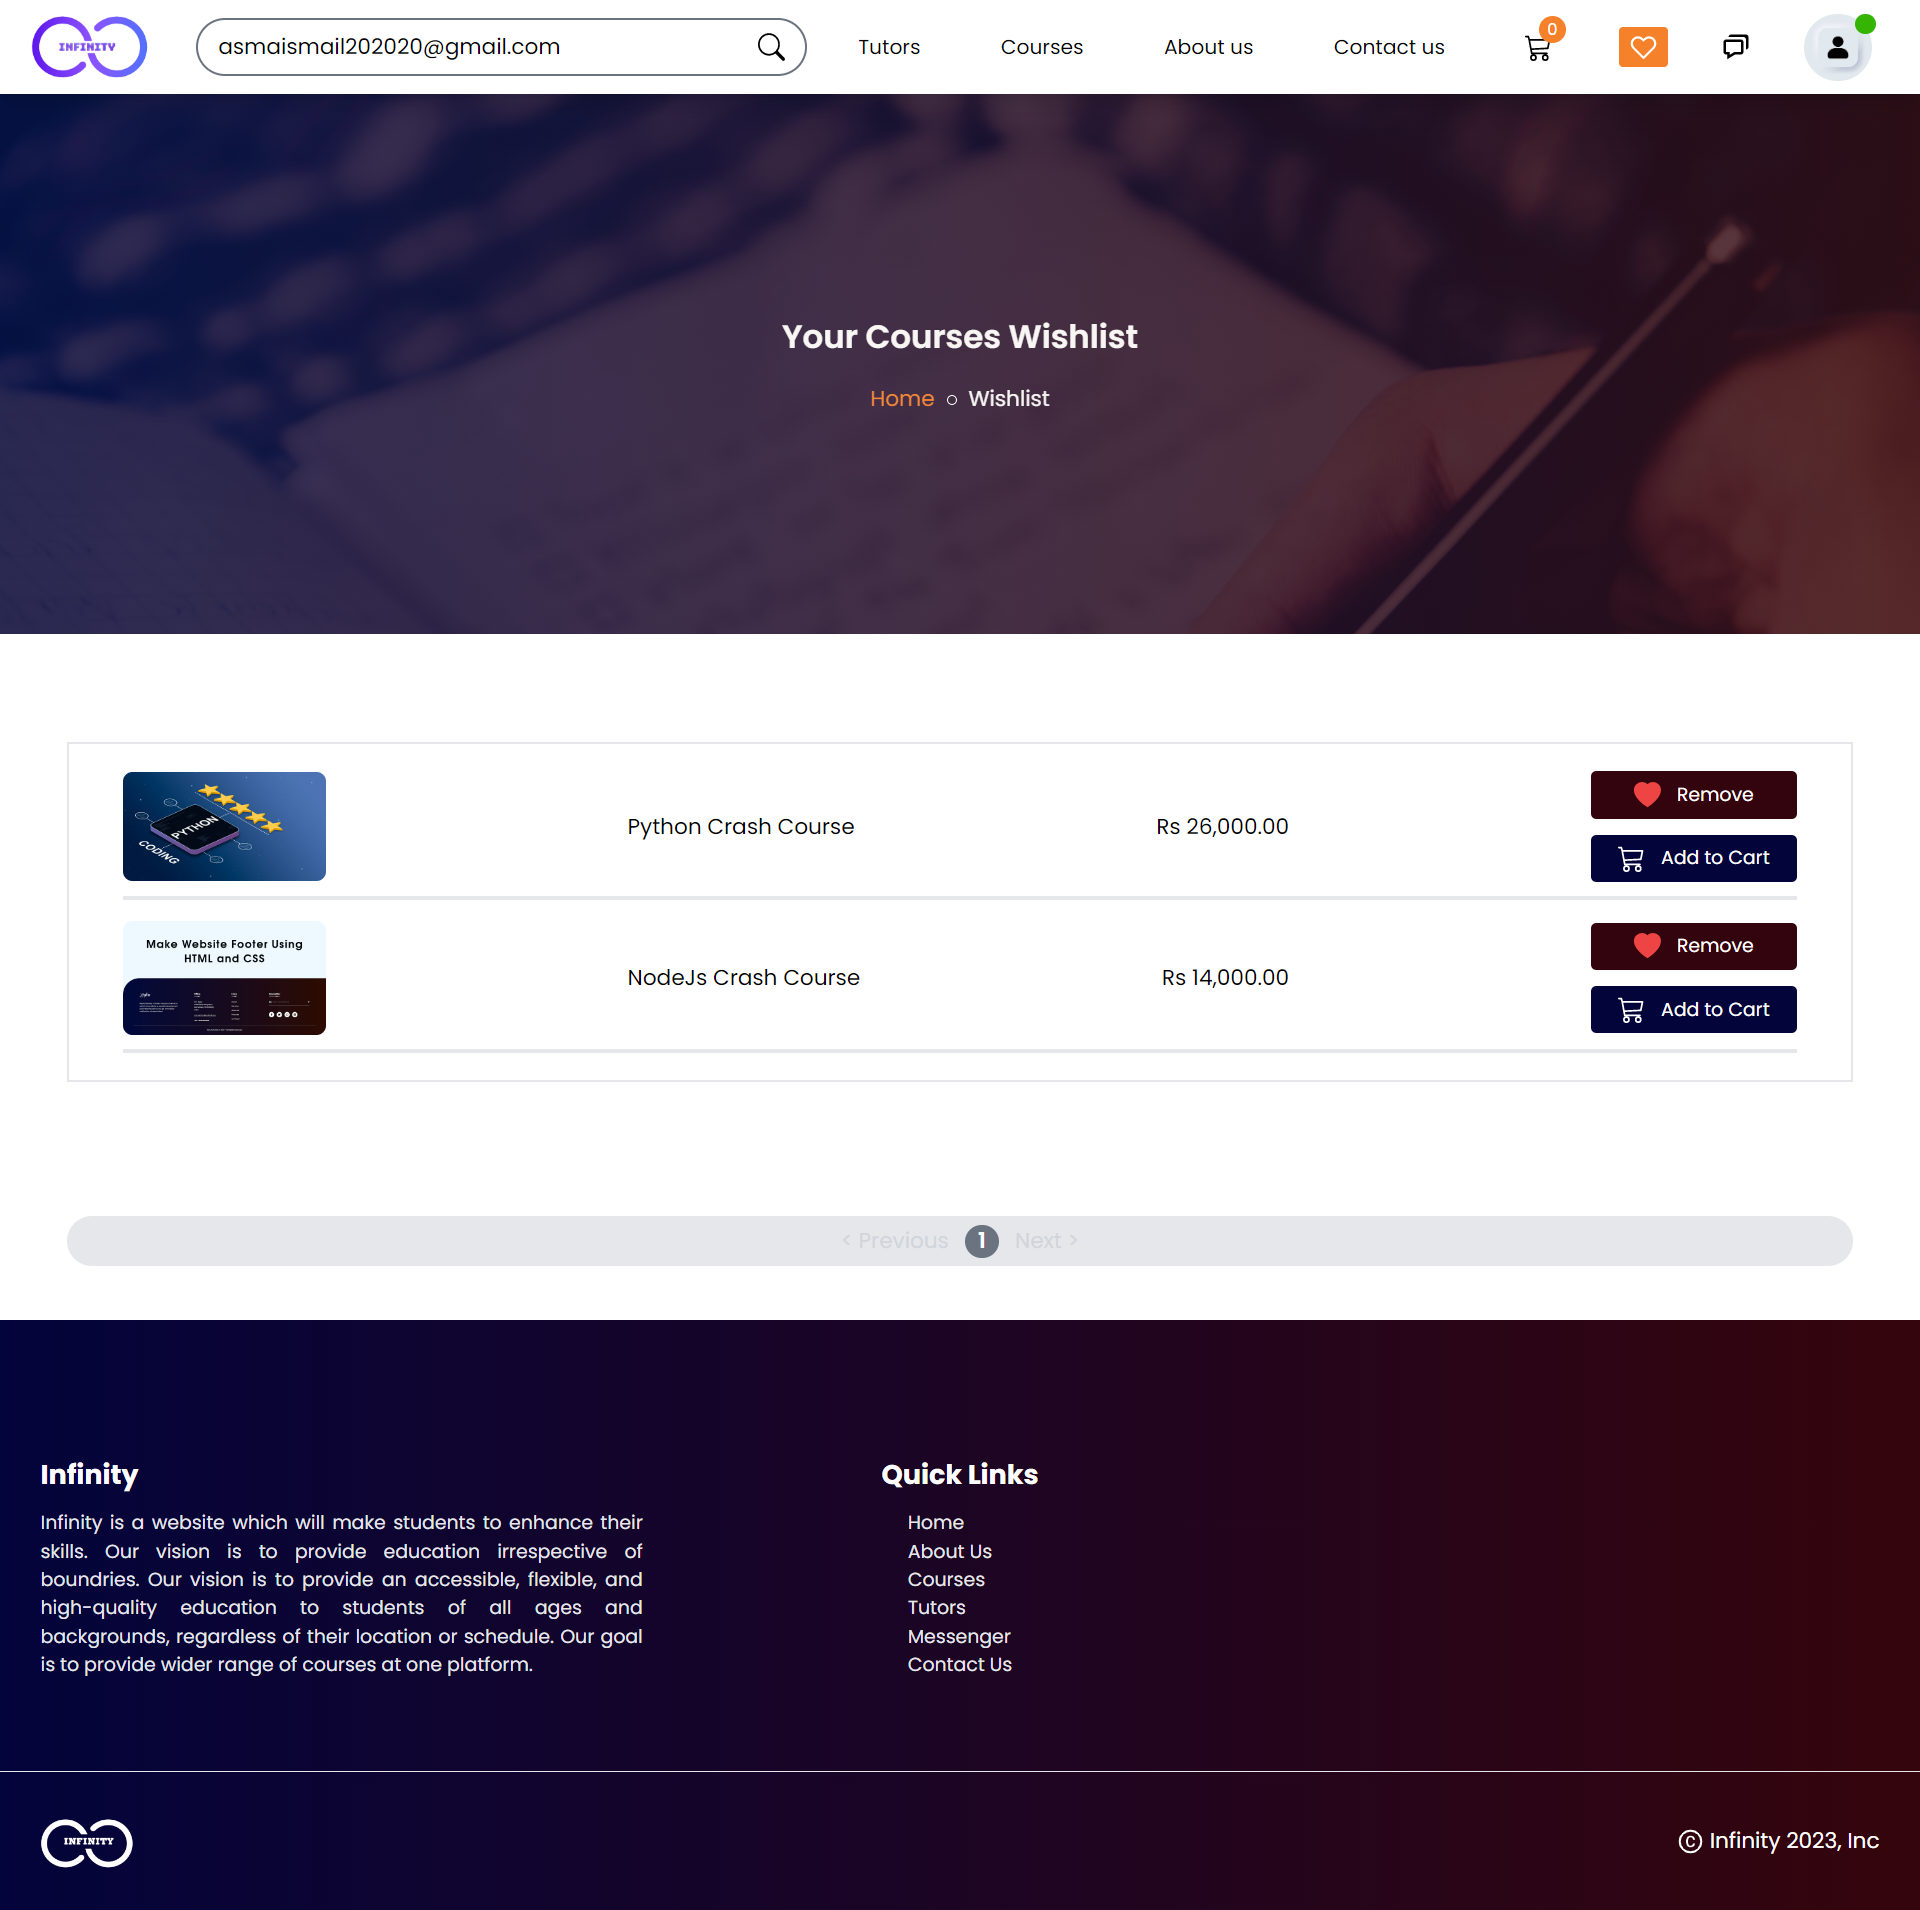 INFINITY
asmaismail202020@gmail.com
Tutors
Courses
About us
Contact us
0
Your Courses Wishlist
Home
Wishlist
PYTHON
CODING
Python Crash Course
Rs 26,000.00
Remove
Add to Cart
Make Website Footer Using
HTML and CSS
NodeJs Crash Course
Rs 14,000.00
Remove
Add to Cart
< Previous
1
Next >
Infinity
Infinity is a website which will make students to enhance their
skills. Our vision is to provide education irrespective of
boundries. Our vision is to provide an accessible, flexible, and
high-quality education to students of all ages and
backgrounds, regardless of their location or schedule. Our goal
is to provide wider range of courses at one platform.
Quick Links
Home
About Us
Courses
Tutors
Messenger
Contact Us
INFINITY
© Infinity 2023, Inc